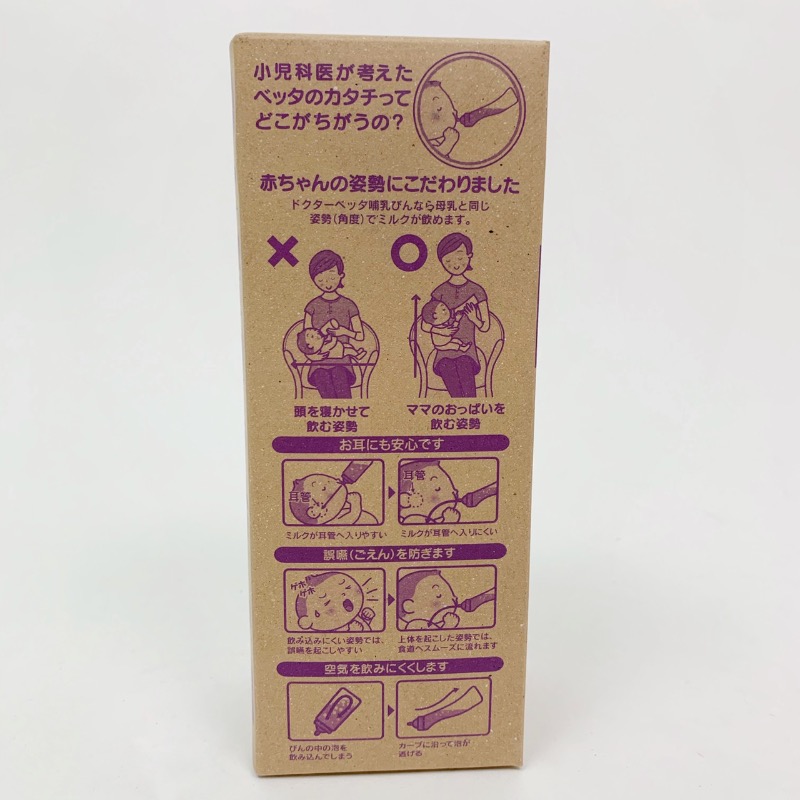 小児科医が考えた
ベッタのカタチって
どこがちがうの？
赤ちゃんの姿勢にこだわりました
ドクターベッタ哺乳びんなら母乳と同じ
姿勢(角度)でミルクが飲めます。
頭を寝かせて
飲む姿勢
ママのおっぱいを
飲む姿勢
お耳にも安心です
耳管
耳管
ミルクが耳管へ入りやすい
ミルクが耳管へ入りにくい
誤嚥(ごえん)を防ぎます
ゲホッ
ゲホ
飲み込みにくい姿勢では、
誤嚥を起こしやすい
上体を起こした姿勢では、
食道へスムーズに流れます
空気を飲みにくくします
びんの中の泡を
飲み込んでしまう
カーブに沿って泡が
逃げる